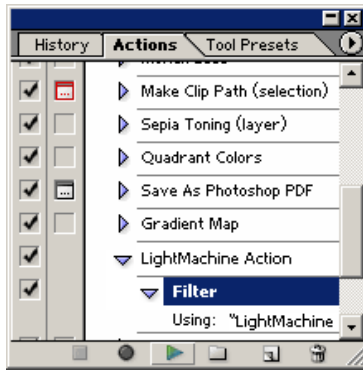 History Actions Tool Presets
Make Clip Path (selection)
Sepia Toning (layer)
Quadrant Colors
Save As Photoshop PDF
Gradient Map
LightMachine Action
Filter
Using: "LightMachine